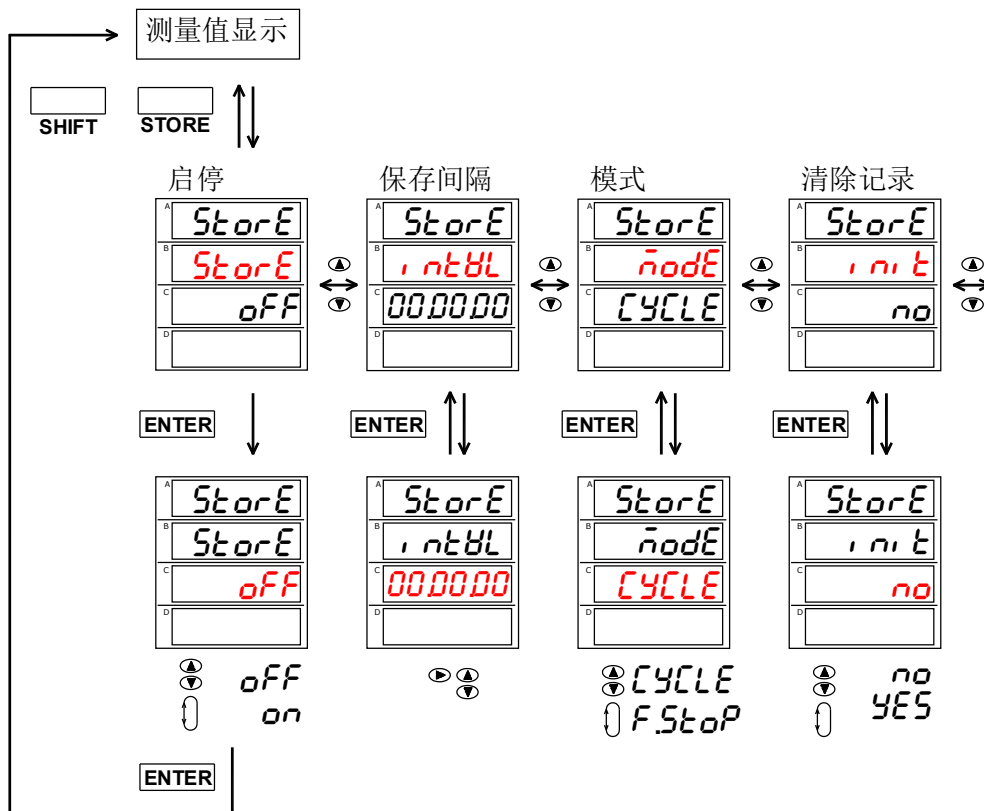 测量值显示
SHIFT STORE
启停 保存间隔 模式 清除记录
A StorE A StorE A StorE A StorE
B StorE B intVAL B modE B init
C oFF C 00.00.00 C CYCLE C no
D D D D
ENTER ENTER ENTER ENTER
A StorE A StorE A StorE A StorE
B StorE B intVAL B modE B init
C oFF C 00.00.00 C CYCLE C no
D D D D
oFF CYCLE no
on F.StoP YES
ENTER